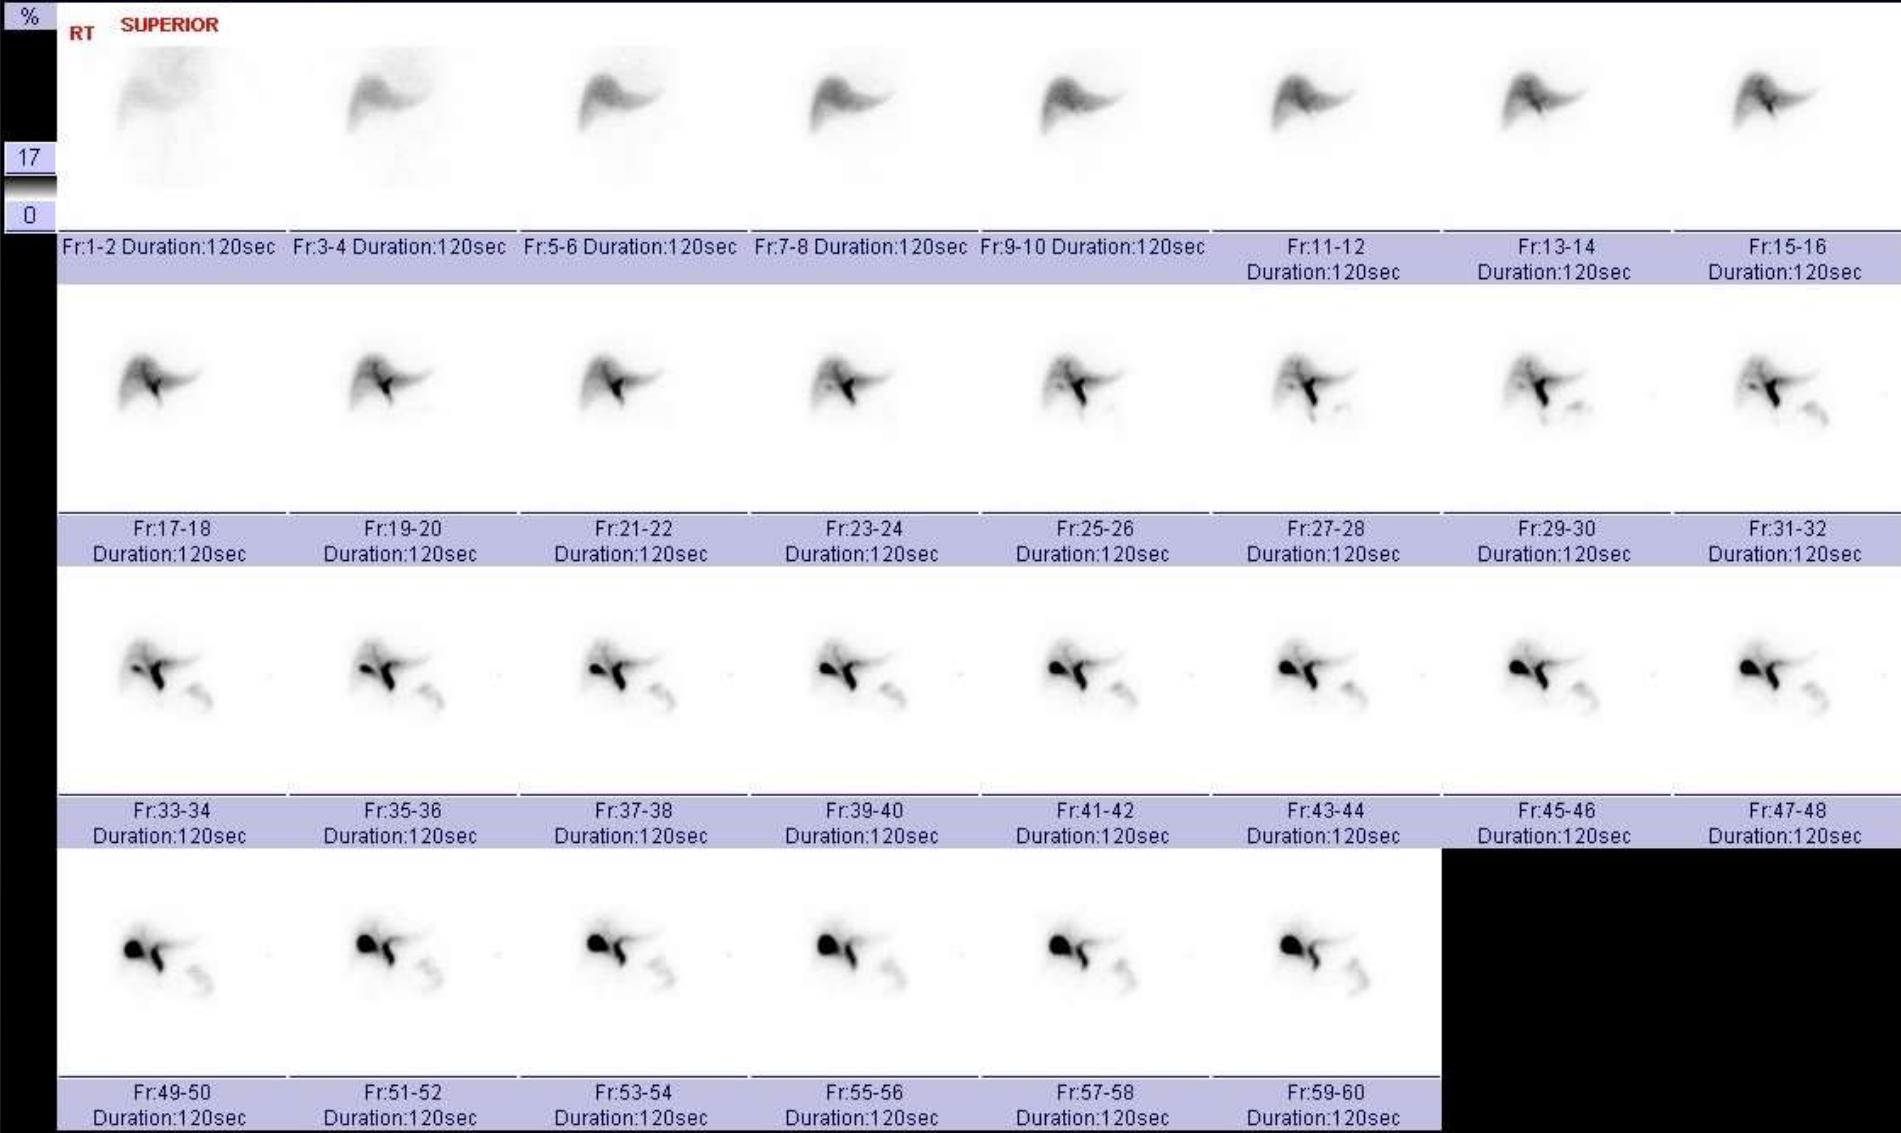 %
RT SUPERIOR
17
0
Fr:1-2 Duration:120sec Fr:3-4 Duration:120sec Fr:5-6 Duration:120sec Fr:7-8 Duration:120sec Fr:9-10 Duration:120sec Fr:11-12 Fr:13-14 Fr:15-16
Duration:120sec Duration:120sec Duration:120sec
Fr:17-18 Fr:19-20 Fr:21-22 Fr:23-24 Fr:25-26 Fr:27-28 Fr:29-30 Fr:31-32
Duration:120sec Duration:120sec Duration:120sec Duration:120sec Duration:120sec Duration:120sec Duration:120sec Duration:120sec
Fr:33-34 Fr:35-36 Fr:37-38 Fr:39-40 Fr:41-42 Fr:43-44 Fr:45-46 Fr:47-48
Duration:120sec Duration:120sec Duration:120sec Duration:120sec Duration:120sec Duration:120sec Duration:120sec Duration:120sec
Fr:49-50 Fr:51-52 Fr:53-54 Fr:55-56 Fr:57-58 Fr:59-60
Duration:120sec Duration:120sec Duration:120sec Duration:120sec Duration:120sec Duration:120sec